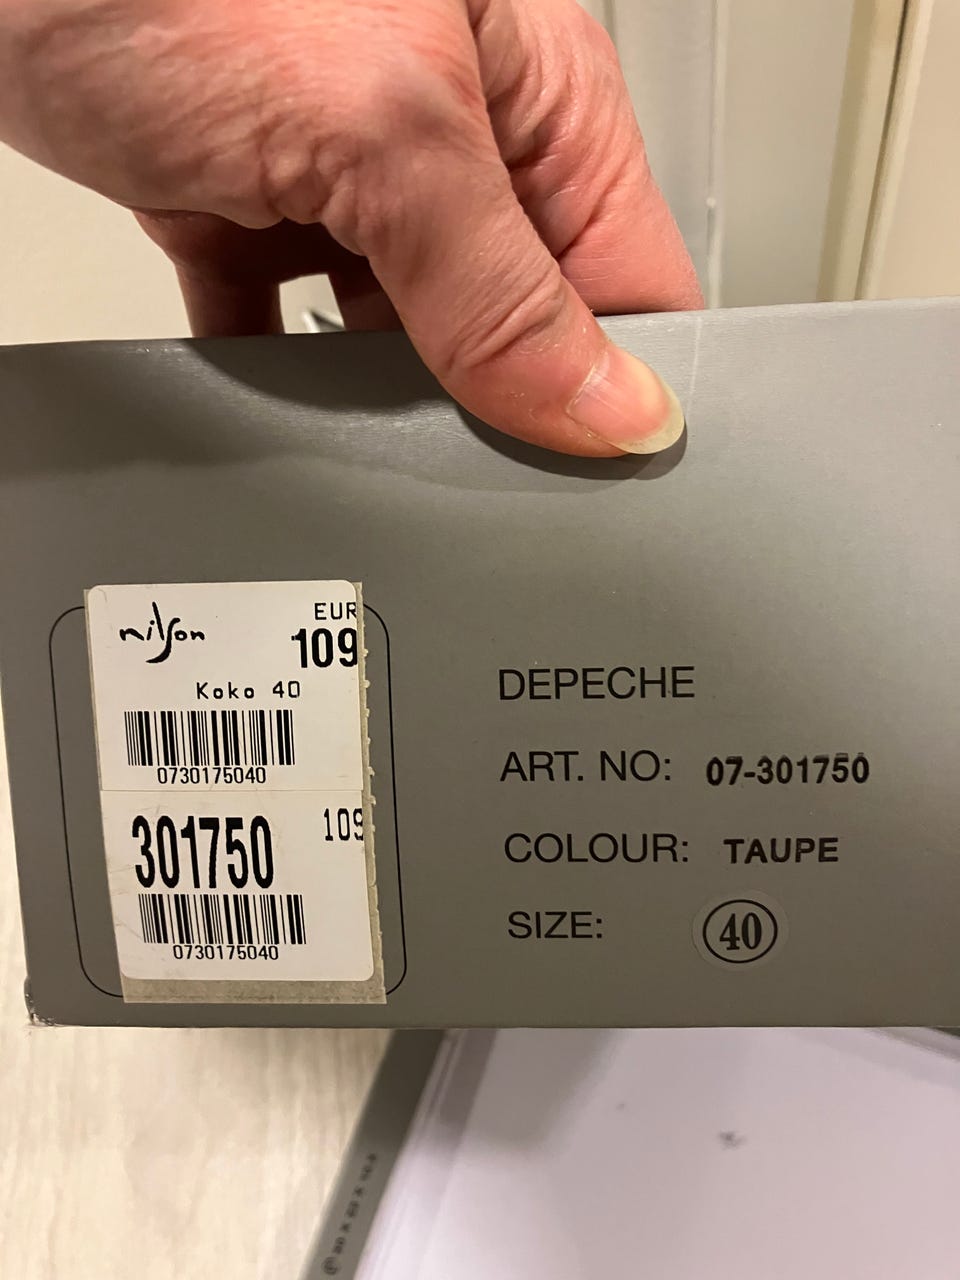 nilson
EUR
109
Koko 40
0730175040
301750
109
0730175040
DEPECHE
ART. NO: 07-301750
COLOUR: TAUPE
SIZE: 40